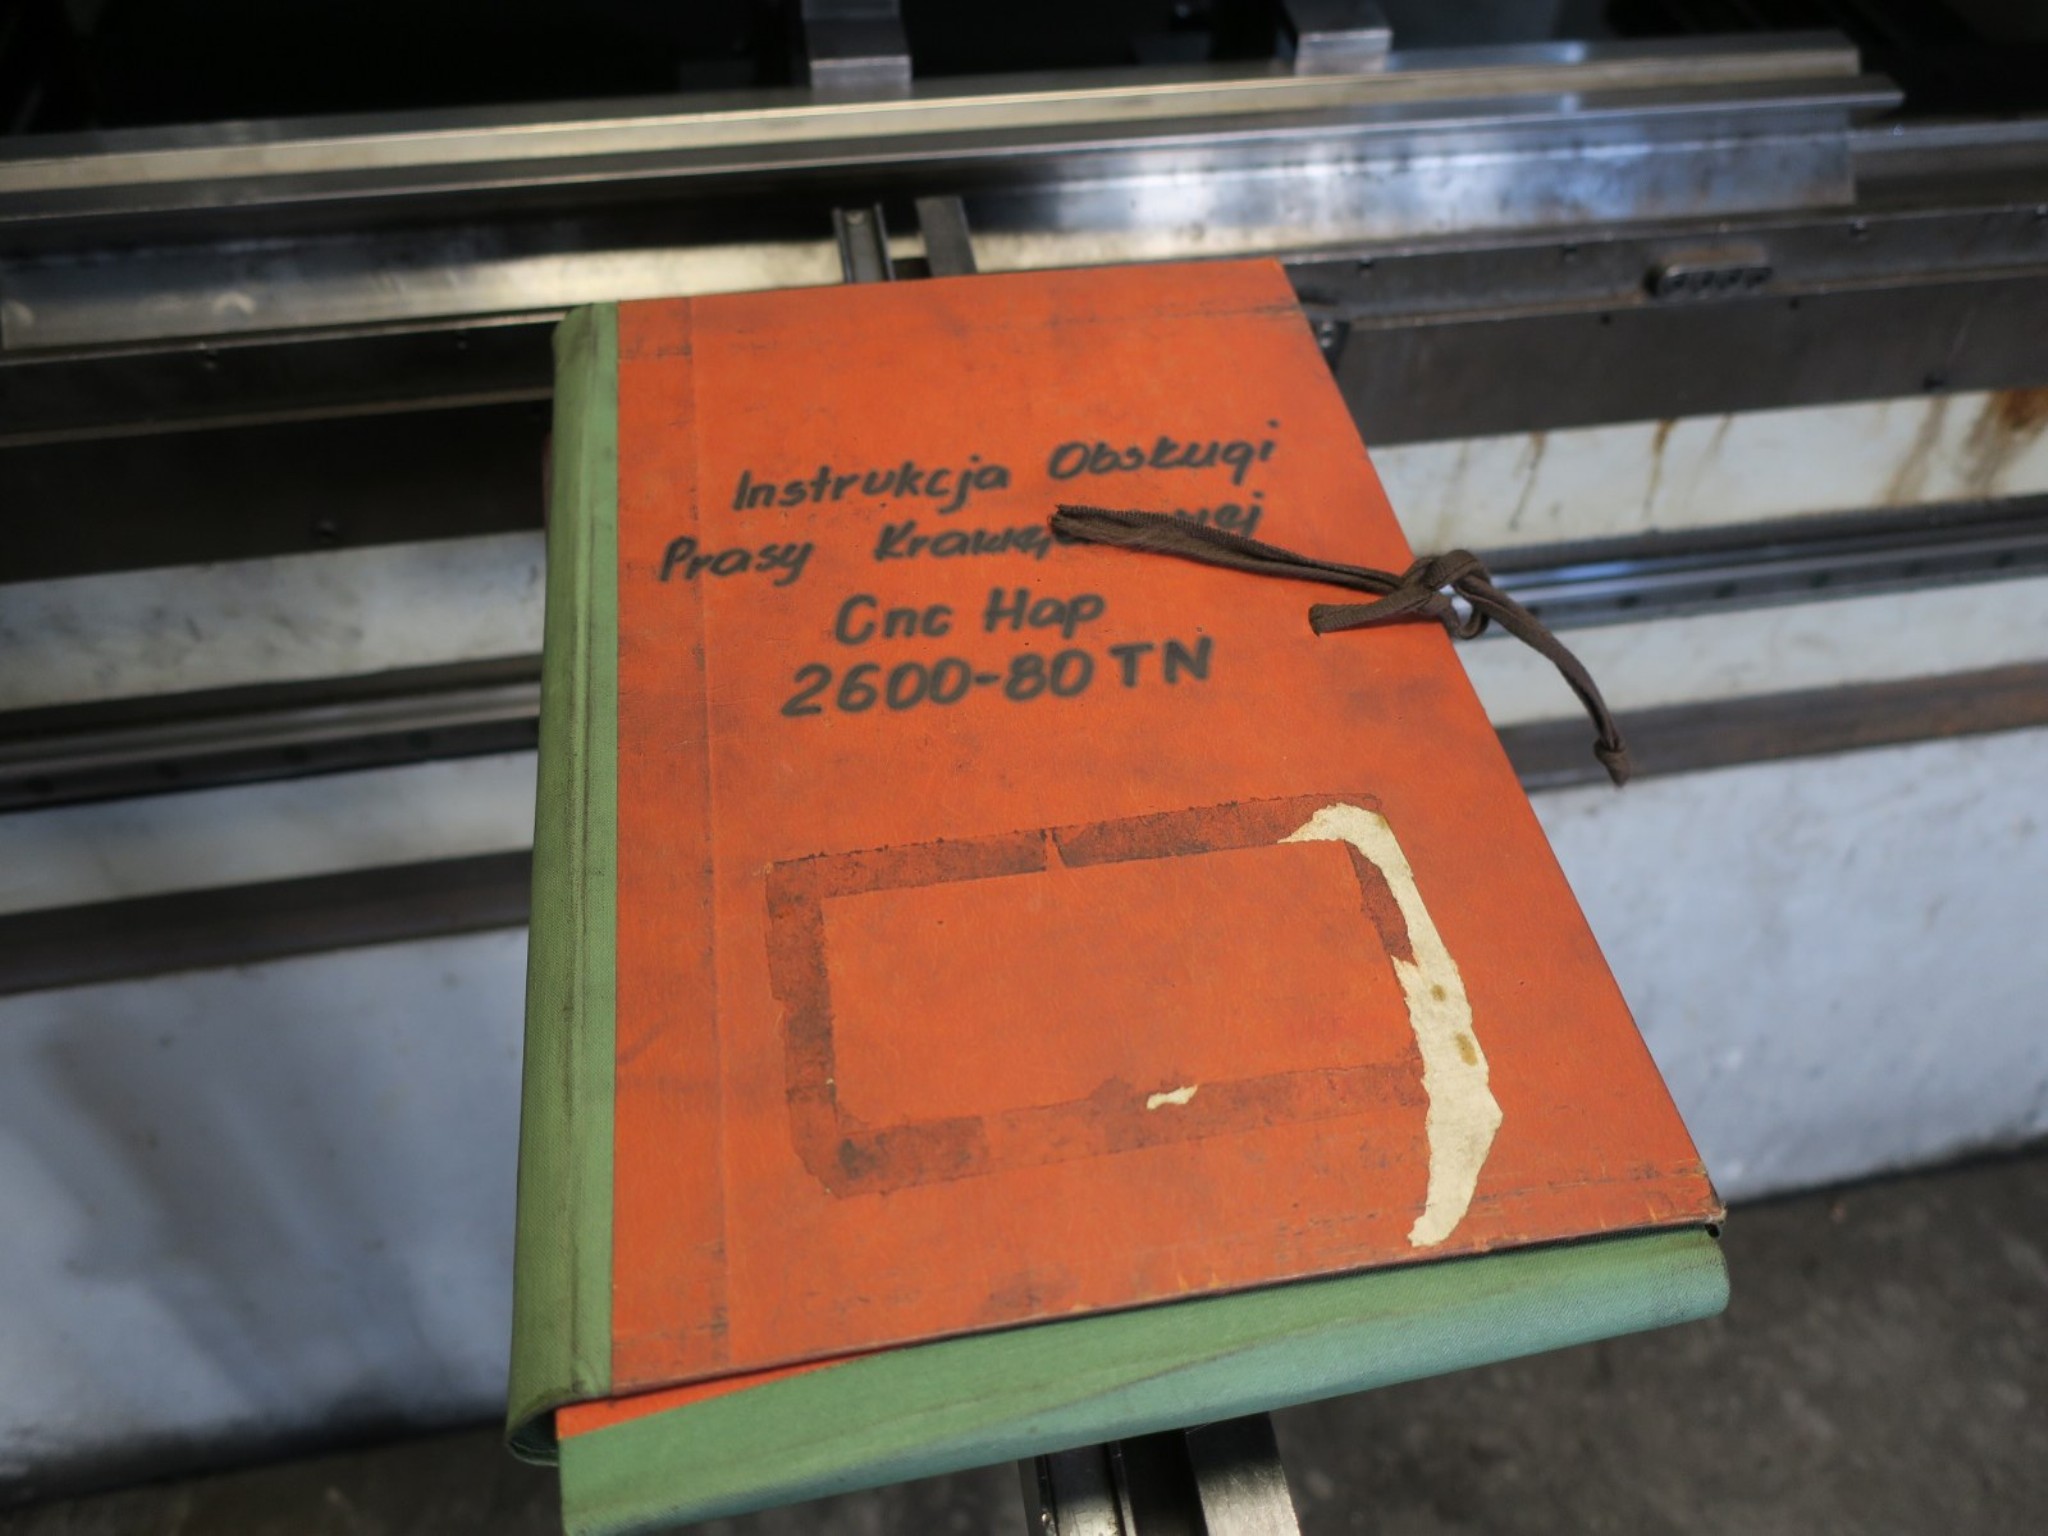 Instrukcja Obsługi
Prasy
Cnc Hap
2600-80 TN